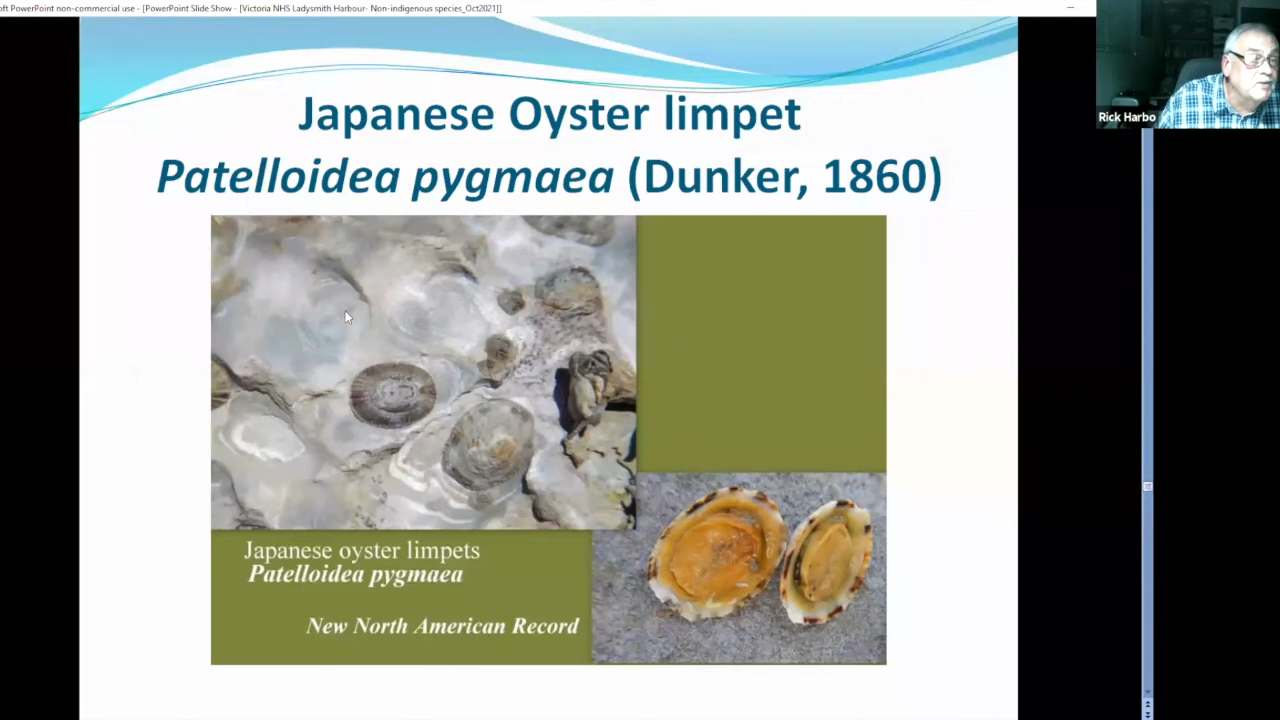 oft PowerPoint non-commercial use - [PowerPoint Slide Show - [Victoria NHS Ladysmith Harbour- Non-indigenous species_Oct2021]]
Rick Harbo
Japanese Oyster limpet
Patelloidea pygmaea (Dunker, 1860)
Japanese oyster limpets
Patelloidea pygmaea
New North American Record